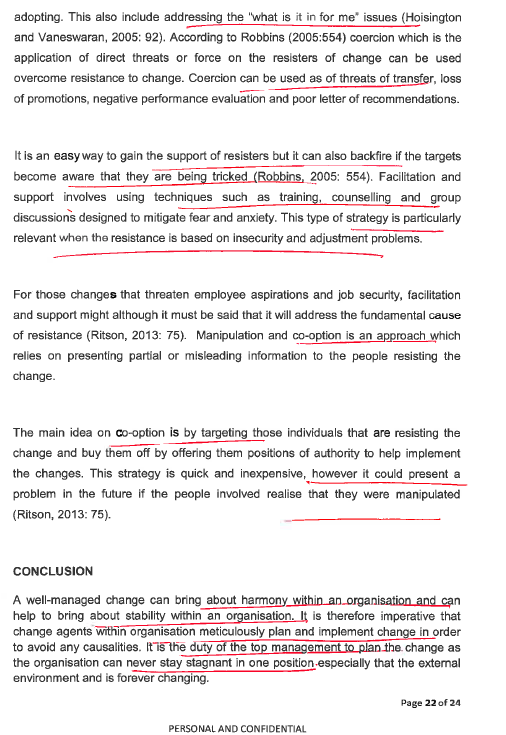 adopting. This also include addressing the "what is it in for me" issues (Hoisington
and Vaneswaran, 2005: 92). According to Robbins (2005:554) coercion which is the
application of direct threats or force on the resisters of change can be used
overcome resistance to change. Coercion can be used as of threats of transfer, loss
of promotions, negative performance evaluation and poor letter of recommendations.
It is an easy way to gain the support of resisters but it can also backfire if the targets
become aware that they are being tricked (Robbins, 2005: 554). Facilitation and
support involves using techniques such as training, counselling and group
discussions designed to mitigate fear and anxiety. This type of strategy is particularly
relevant when the resistance is based on insecurity and adjustment problems.
For those changes that threaten employee aspirations and job security, facilitation
and support might although it must be said that it will address the fundamental cause
of resistance (Ritson, 2013: 75). Manipulation and co-option is an approach which
relies on presenting partial or misleading information to the people resisting the
change.
The main idea on co-option is by targeting those individuals that are resisting the
change and buy them off by offering them positions of authority to help implement
the changes. This strategy is quick and inexpensive, however it could present a
problem in the future if the people involved realise that they were manipulated
(Ritson, 2013: 75).
CONCLUSION
A well-managed change can bring about harmony within an organisation and can
help to bring about stability within an organisation. It is therefore imperative that
change agents within organisation meticulously plan and implement change in order
to avoid any causalities. It is the duty of the top management to plan the change as
the organisation can never stay stagnant in one position especially that the external
environment and is forever changing.
Page 22 of 24
PERSONAL AND CONFIDENTIAL